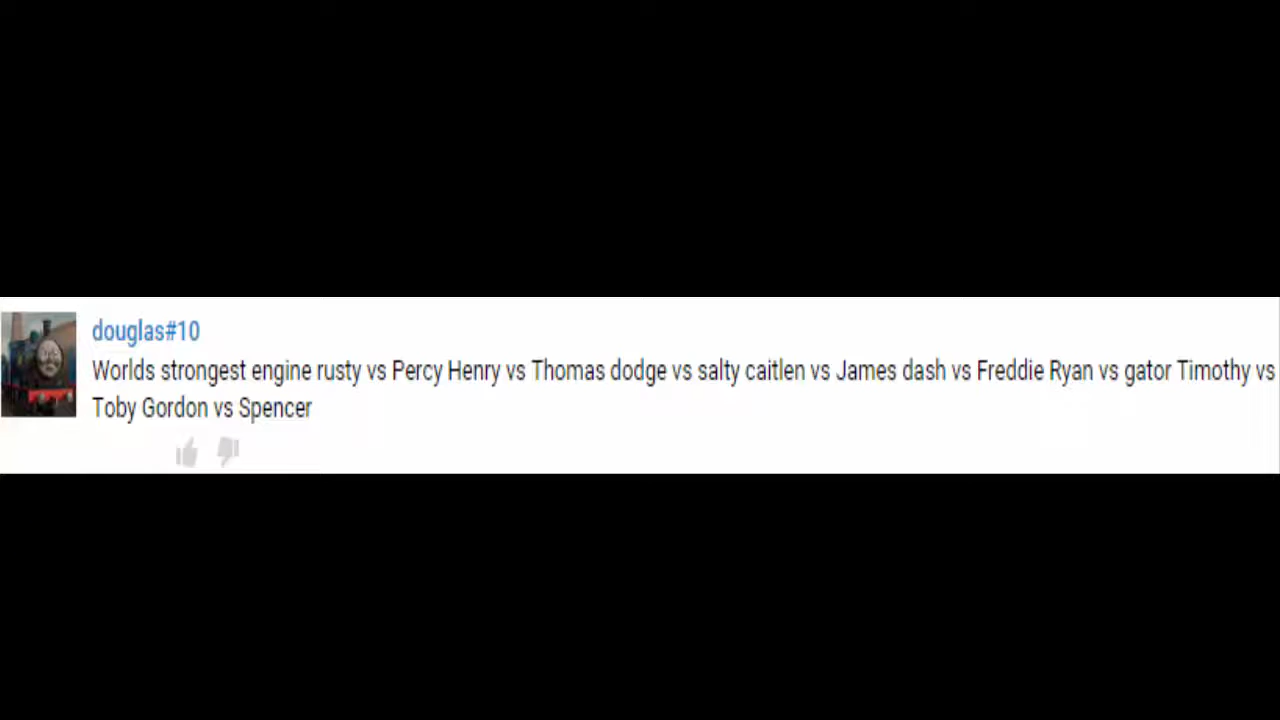 douglas#10
Worlds strongest engine rusty vs Percy Henry vs Thomas dodge vs salty caitlen vs James dash vs Freddie Ryan vs gator Timothy vs
Toby Gordon vs Spencer